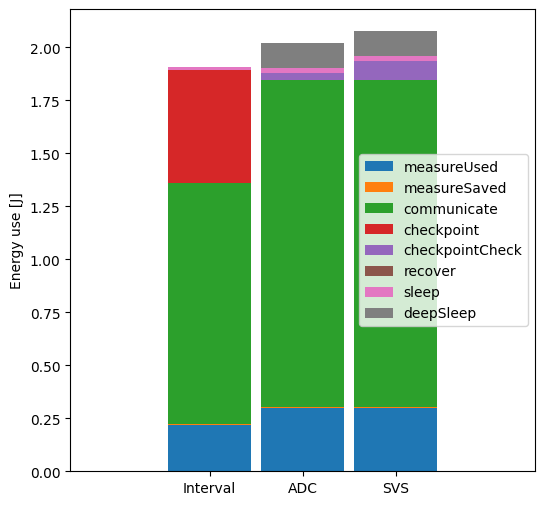 Energy use [J]
2.00
1.75
1.50
1.25
1.00
0.75
0.50
0.25
0.00
Interval
ADC
SVS
measureUsed
measureSaved
communicate
checkpoint
checkpointCheck
recover
sleep
deepSleep